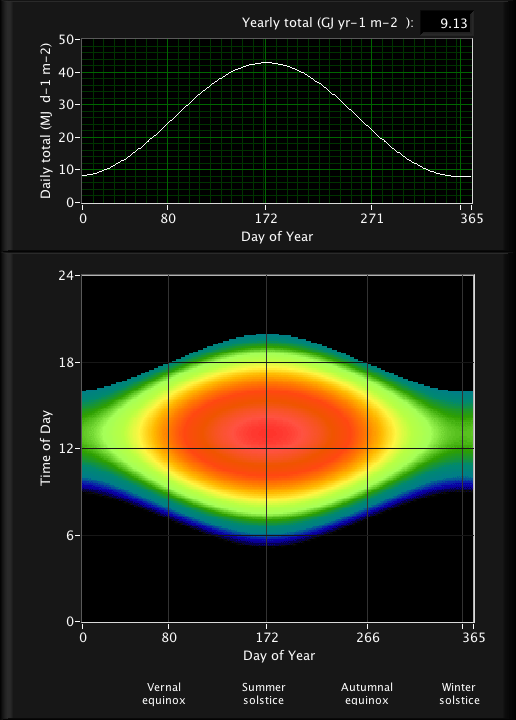 Yearly total (GJ yr-1 m-2 ): 9.13
Daily total (MJ d-1 m-2)
50
40
30
20
10
0
0 80 172 271 365
Day of Year
Time of Day
24
18
12
6
0
0 80 172 266 365
Day of Year
Vernal Summer Autumnal Winter
equinox solstice equinox solstice